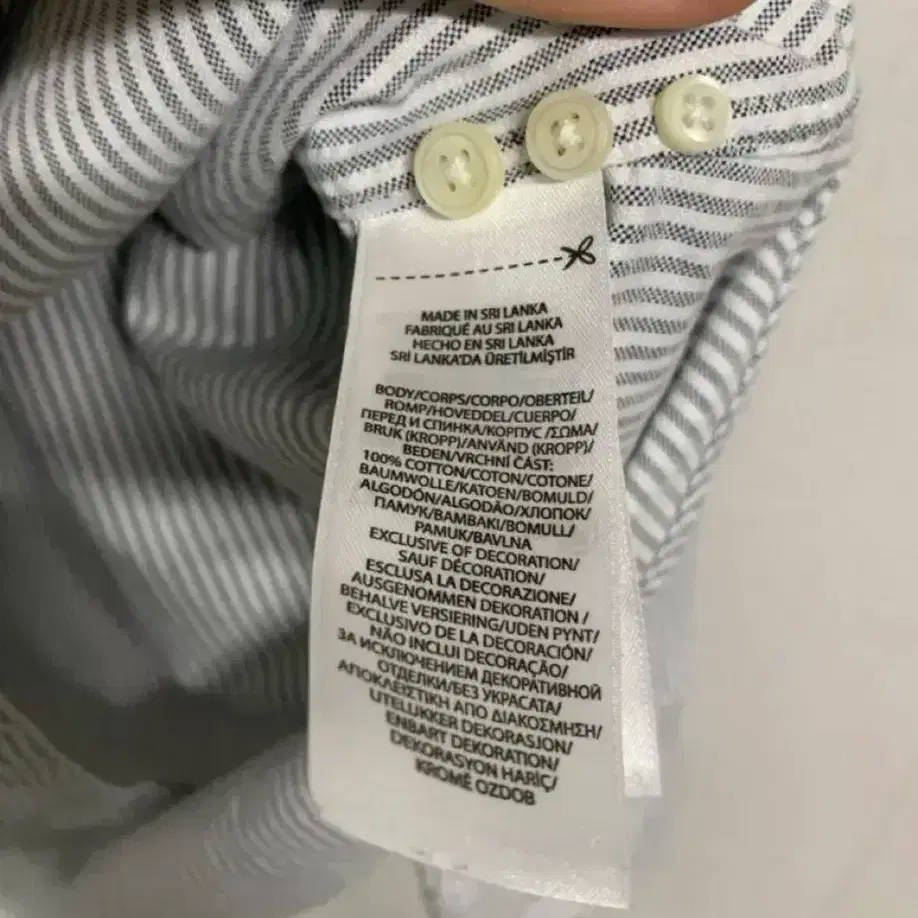 MADE IN SRI LANKA
FABRIQUÉ AU SRI LANKA
HECHO EN SRI LANKA
SRİ LANKA'DA ÜRETİLMİŞTİR
BODY/CORPS/CORPO/OBERTEIL/
ROMP/HOVEDDEL/CUERPO/
ПЕРЕД И СПИНКА/КОРПУС/ΣΩΜΑ/
BRUK (KROPP)/ANVÄND (KROPP)/
BEDEN/VRCHNÍ ČÁST:
100% COTTON/COTON/COTONE/
BAUMWOLLE/KATOEN/BOMULD/
ALGODÓN/ALGODÃO/ХЛОПОК/
ПАМУК/ΒΑΜΒΑΚΙ/BOMULL/
PAMUK/BAVLNA
EXCLUSIVE OF DECORATION/
SAUF DÉCORATION/
ESCLUSA LA DECORAZIONE/
AUSGENOMMEN DEKORATION /
BEHALVE VERSIERING/UDEN PYNT/
EXCLUSIVO DE LA DECORACIÓN/
NÃO INCLUI DECORAÇÃO/
ЗА ИСКЛЮЧЕНИЕМ ДЕКОРАТИВНОЙ
ОТДЕЛКИ/БЕЗ УКРАСАТА/
ΑΠΟΚΛΕΙΣΤΙΚΗ ΑΠΟ ΔΙΑΚΟΣΜΗΣΗ/
UTELUKKER DEKORASJON/
ENBART DEKORATION/
DEKORASYON HARİÇ/
KROMĚ OZDOB